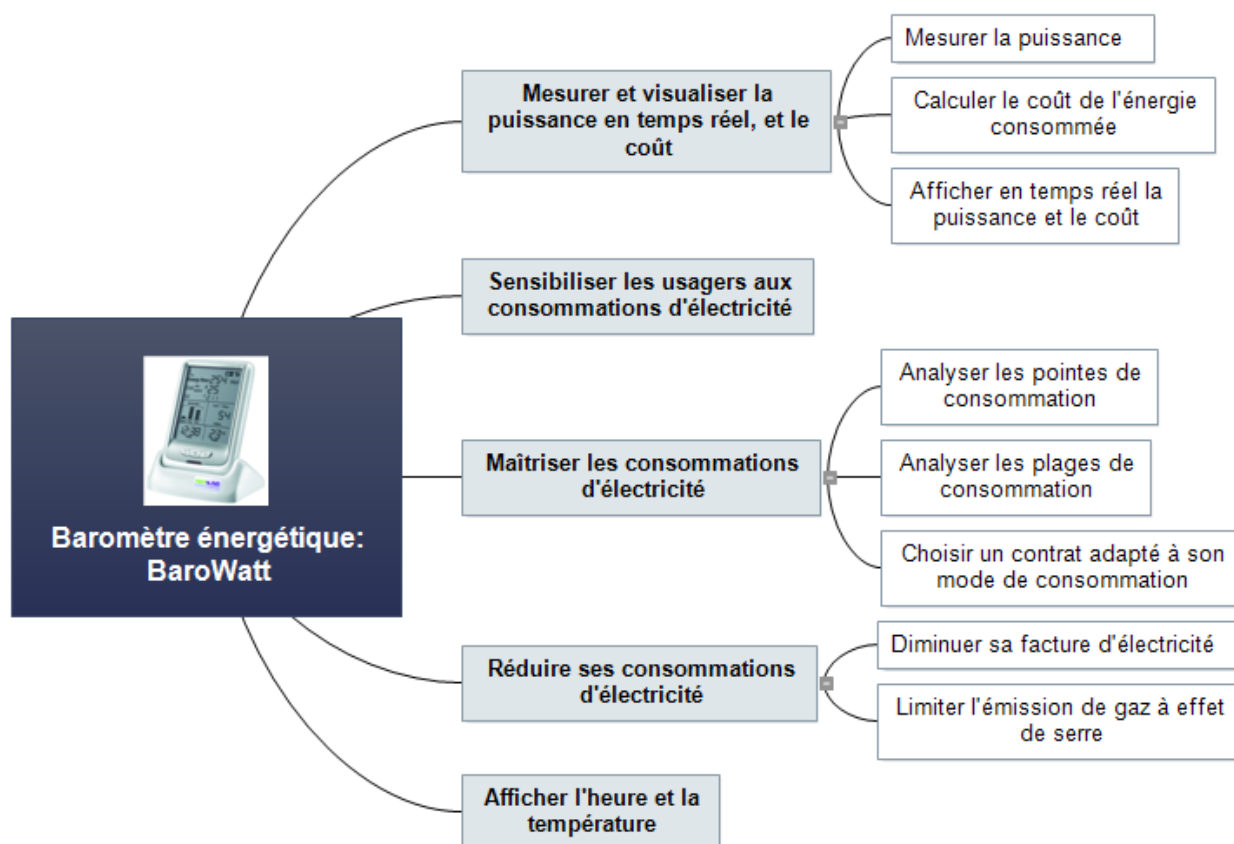 Mesurer la puissance
Mesurer et visualiser la
puissance en temps réel, et le
coût
Calculer le coût de l'énergie
consommée
Afficher en temps réel la
puissance et le coût
Sensibiliser les usagers aux
consommations d'électricité
Baromètre énergétique:
BaroWatt
Maîtriser les consommations
d'électricité
Analyser les pointes de
consommation
Analyser les plages de
consommation
Choisir un contrat adapté à son
mode de consommation
Réduire ses consommations
d'électricité
Diminuer sa facture d'électricité
Limiter l'émission de gaz à effet
de serre
Afficher l'heure et la
température